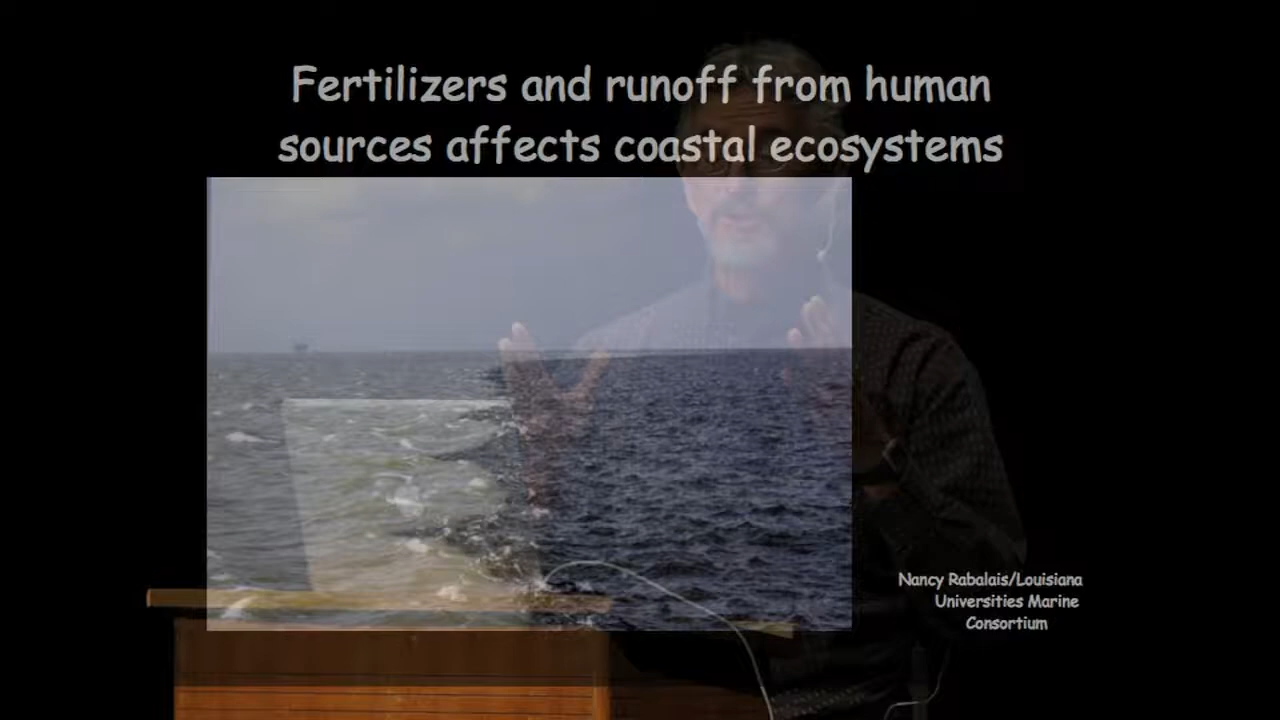 Fertilizers and runoff from human
sources affects coastal ecosystems
Nancy Rabalais/Louisiana
Universities Marine
Consortium